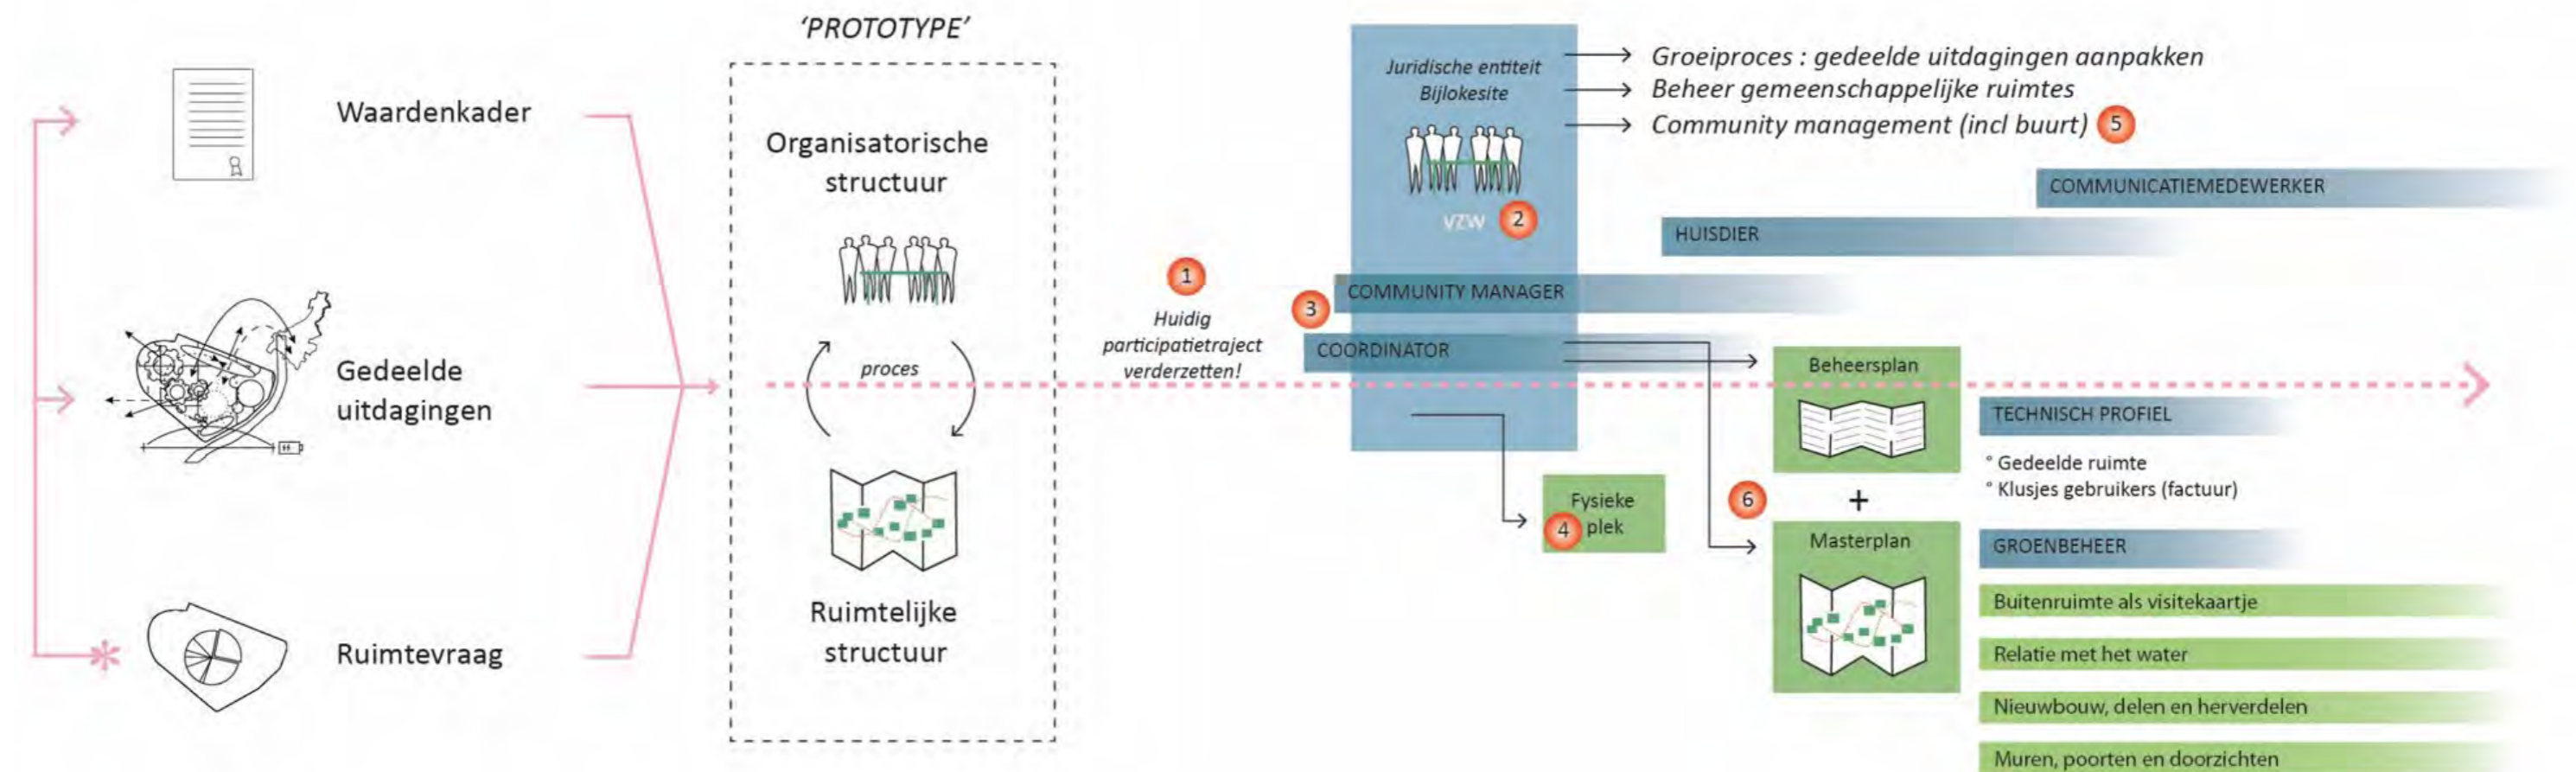 Waardenkader
Gedeelde
uitdagingen
Ruimtevraag
‘PROTOTYPE’
Organisatorische
structuur
proces
Ruimtelijke
structuur
1
Huidig
participatietraject
verderzetten!
Juridische entiteit
Bijlokesite
VZW 2
Groeiproces : gedeelde uitdagingen aanpakken
Beheer gemeenschappelijke ruimtes
Community management (incl buurt) 5
COMMUNICATIEMEDEWERKER
HUISDIER
3
COMMUNITY MANAGER
COORDINATOR
Fysieke
4 plek
6
Beheersplan
+
Masterplan
TECHNISCH PROFIEL
° Gedeelde ruimte
° Klusjes gebruikers (factuur)
GROENBEHEER
Buitenruimte als visitekaartje
Relatie met het water
Nieuwbouw, delen en herverdelen
Muren, poorten en doorzichten